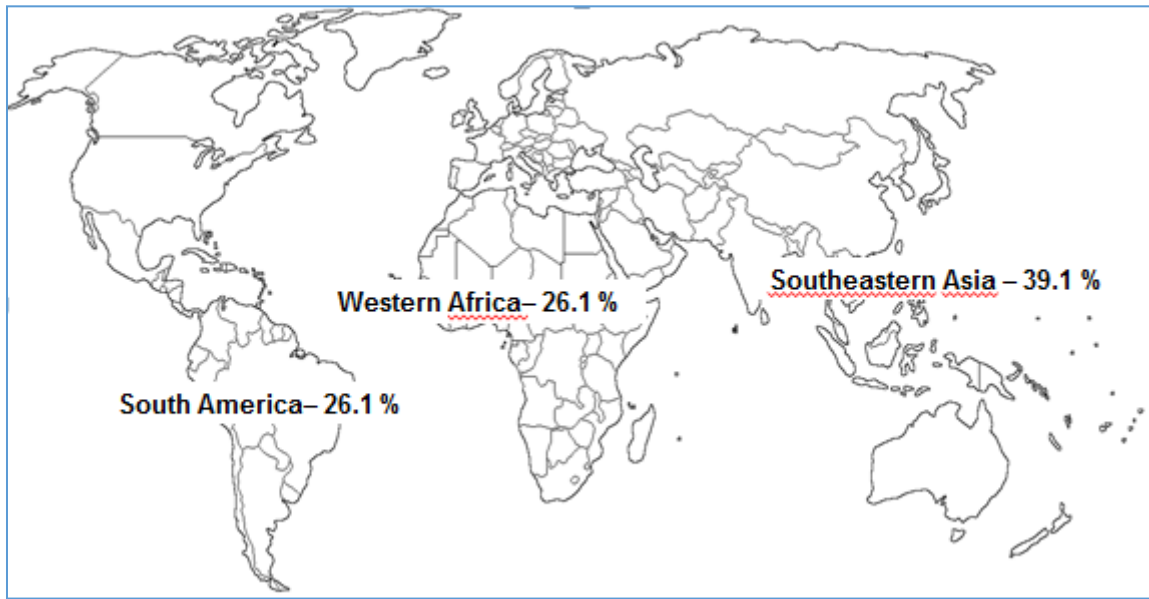 Southeastern Asia – 39.1 %
Western Africa– 26.1 %
South America– 26.1 %